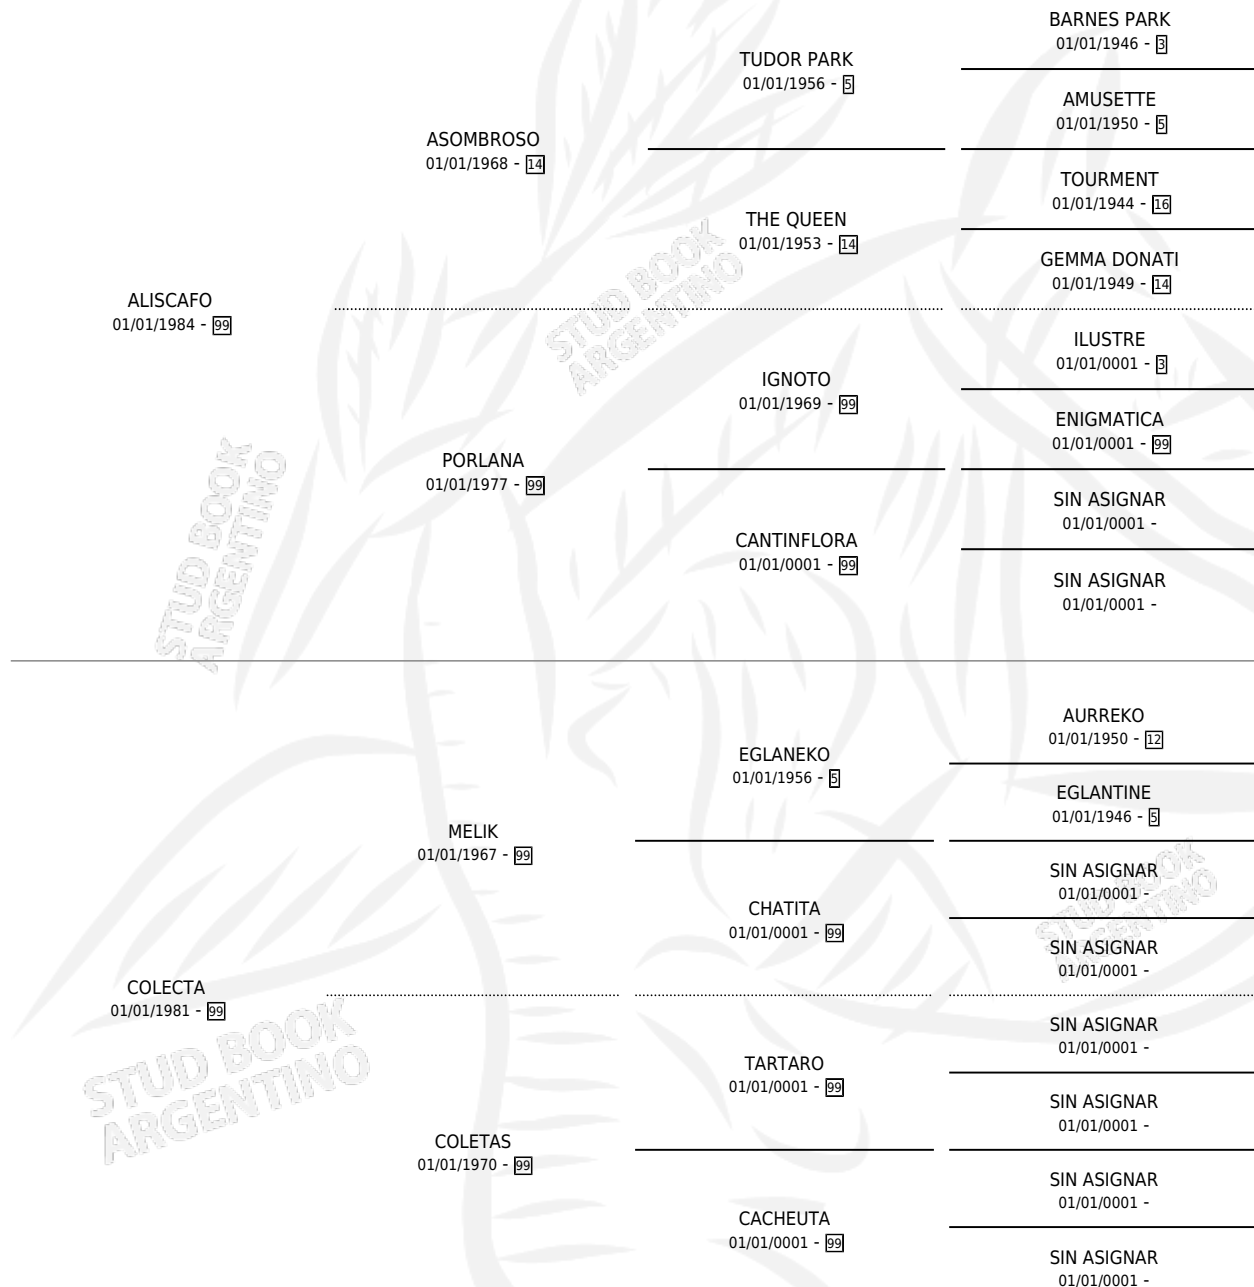 BARNES PARK
01/01/1946 - 3
TUDOR PARK
01/01/1956 - 5
AMUSETTE
01/01/1950 - 5
ASOMBROSO
01/01/1968 - 14
TOURMENT
01/01/1944 - 16
THE QUEEN
01/01/1953 - 14
GEMMA DONATI
01/01/1949 - 14
ALISCAFO
01/01/1984 - 99
ILUSTRE
01/01/0001 - 3
IGNOTO
01/01/1969 - 99
ENIGMATICA
01/01/0001 - 99
PORLANA
01/01/1977 - 99
SIN ASIGNAR
01/01/0001 -
CANTINFLORA
01/01/0001 - 99
SIN ASIGNAR
01/01/0001 -
AURREKO
01/01/1950 - 12
EGLANEKO
01/01/1956 - 5
EGLANTINE
01/01/1946 - 5
MELIK
01/01/1967 - 99
SIN ASIGNAR
01/01/0001 -
CHATITA
01/01/0001 - 99
SIN ASIGNAR
01/01/0001 -
COLECTA
01/01/1981 - 99
SIN ASIGNAR
01/01/0001 -
TARTARO
01/01/0001 - 99
SIN ASIGNAR
01/01/0001 -
COLETAS
01/01/1970 - 99
SIN ASIGNAR
01/01/0001 -
CACHEUTA
01/01/0001 - 99
SIN ASIGNAR
01/01/0001 -
STUD BOOK
ARGENTINO
STUD BOOK
ARGENTINO
STUD BOOK
ARGENTINO
STUD BOOK
ARGENTINO